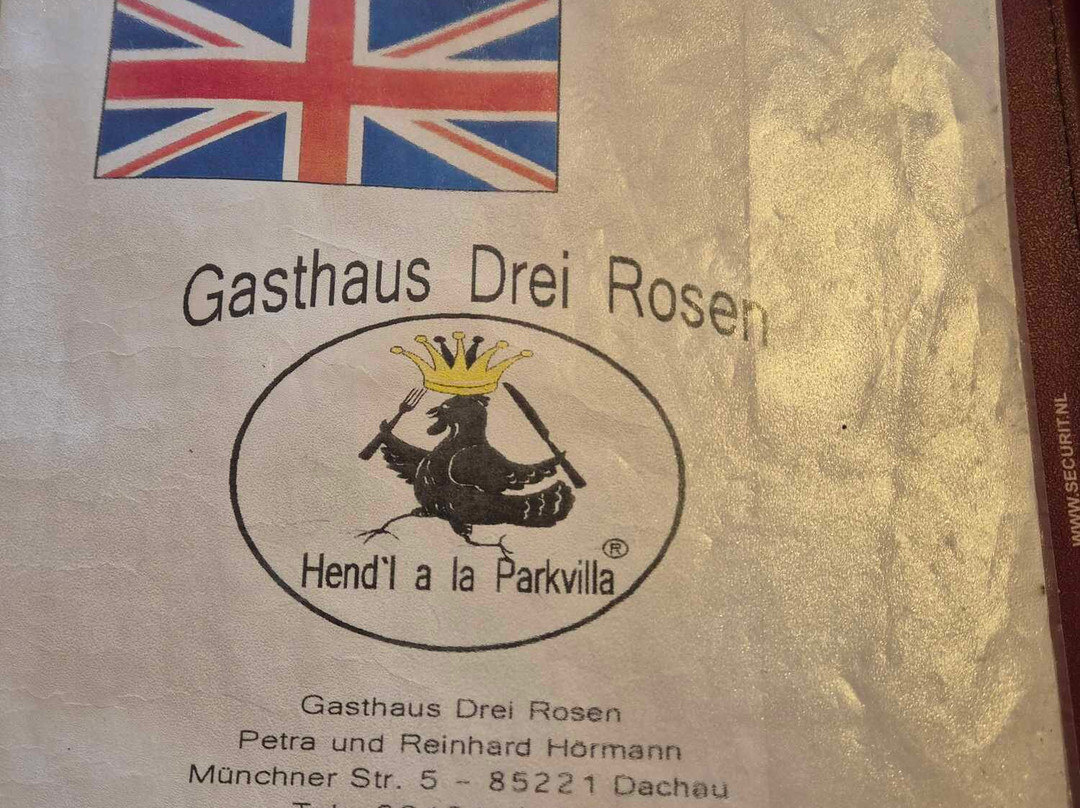 Gasthaus Drei Rosen
Hend`l a la Parkvilla ®
Gasthaus Drei Rosen
Petra und Reinhard Hörmann
Münchner Str. 5 - 85221 Dachau
WWW.SECURIT.NL